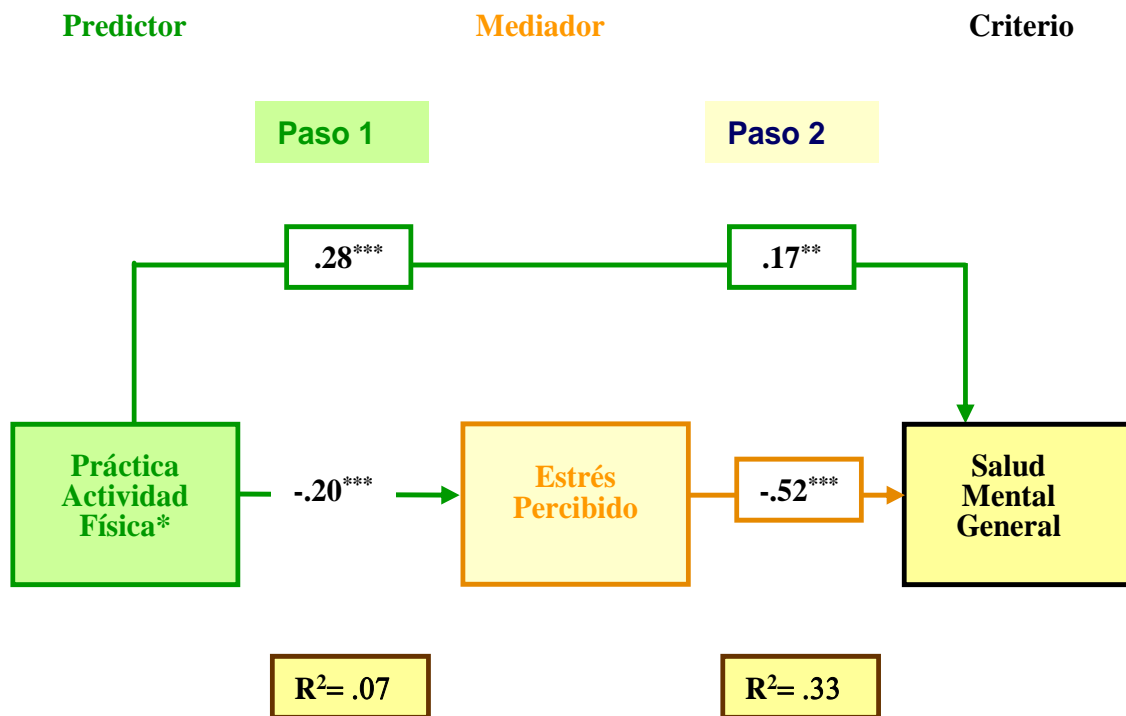 Predictor
Mediador
Criterio
Paso 1
Paso 2
.28***
.17**
Práctica
Actividad
Física*
-.20***
Estrés
Percibido
-.52***
Salud
Mental
General
R²= .07
R²= .33